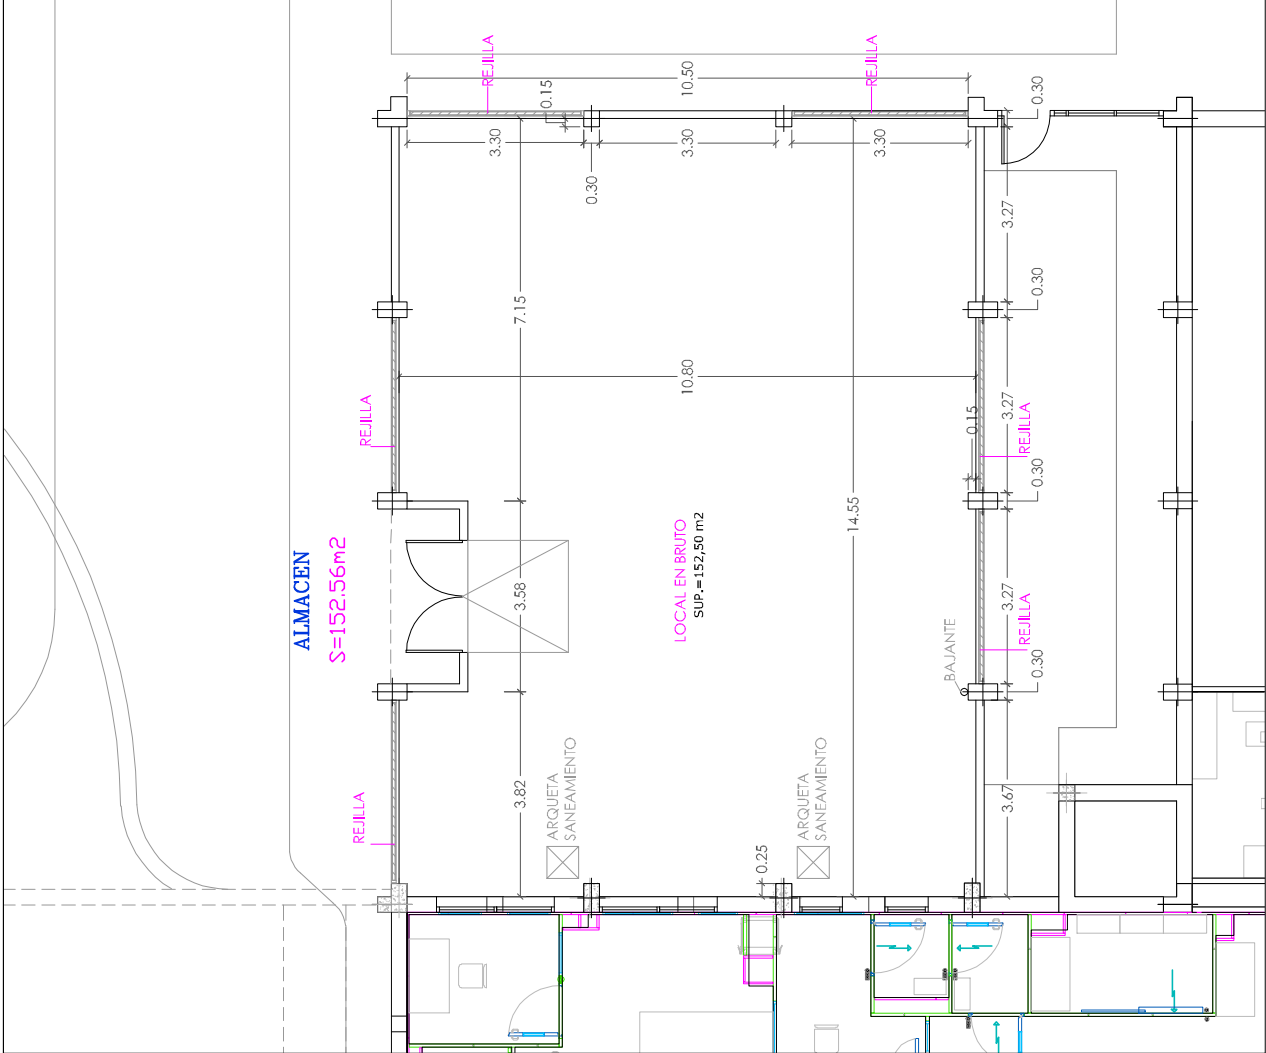 REJILLA
REJILLA
10.50
0.15
0.30
3.30
3.30
3.30
0.30
3.27
0.30
7.15
10.80
REJILLA
3.27
0.15
REJILLA
0.30
14.55
ALMACEN
S=152.56m2
LOCAL EN BRUTO
SUP.=152,50 m2
3.58
3.27
REJILLA
BAJANTE
0.30
REJILLA
3.82
ARQUETA
SANEAMIENTO
ARQUETA
SANEAMIENTO
3.67
0.25